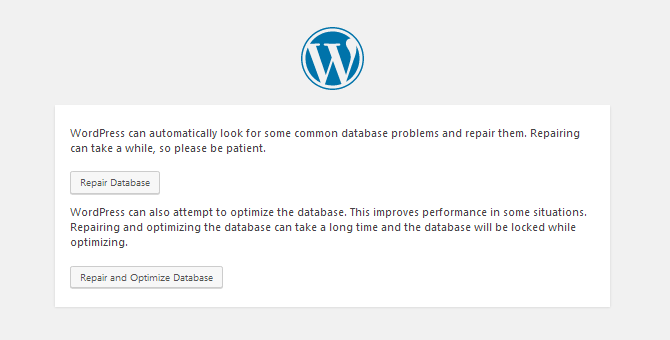 WordPress can automatically look for some common database problems and repair them. Repairing
can take a while, so please be patient.
Repair Database
WordPress can also attempt to optimize the database. This improves performance in some situations.
Repairing and optimizing the database can take a long time and the database will be locked while
optimizing.
Repair and Optimize Database